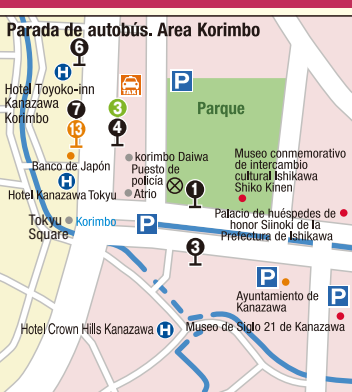 Parada de autobús. Area Korimbo
6
H
Hotel Toyoko-inn
Kanazawa
Korimbo
TAXI
P
Parque
7
3
13
4
Banco de Japón
H
Hotel Kanazawa Tokyu
korimbo Daiwa
Puesto de
policía
Atrio
1
Museo conmemorativo
de intercambio
cultural Ishikawa
Shiko Kinen
Tokyu
Square
Korimbo
P
Palacio de huéspedes de
honor Siinoki de la
Prefectura de Ishikawa
3
P
P
Ayuntamiento de
Kanazawa
Hotel Crown Hills Kanazawa
H
Museo de Siglo 21 de Kanazawa